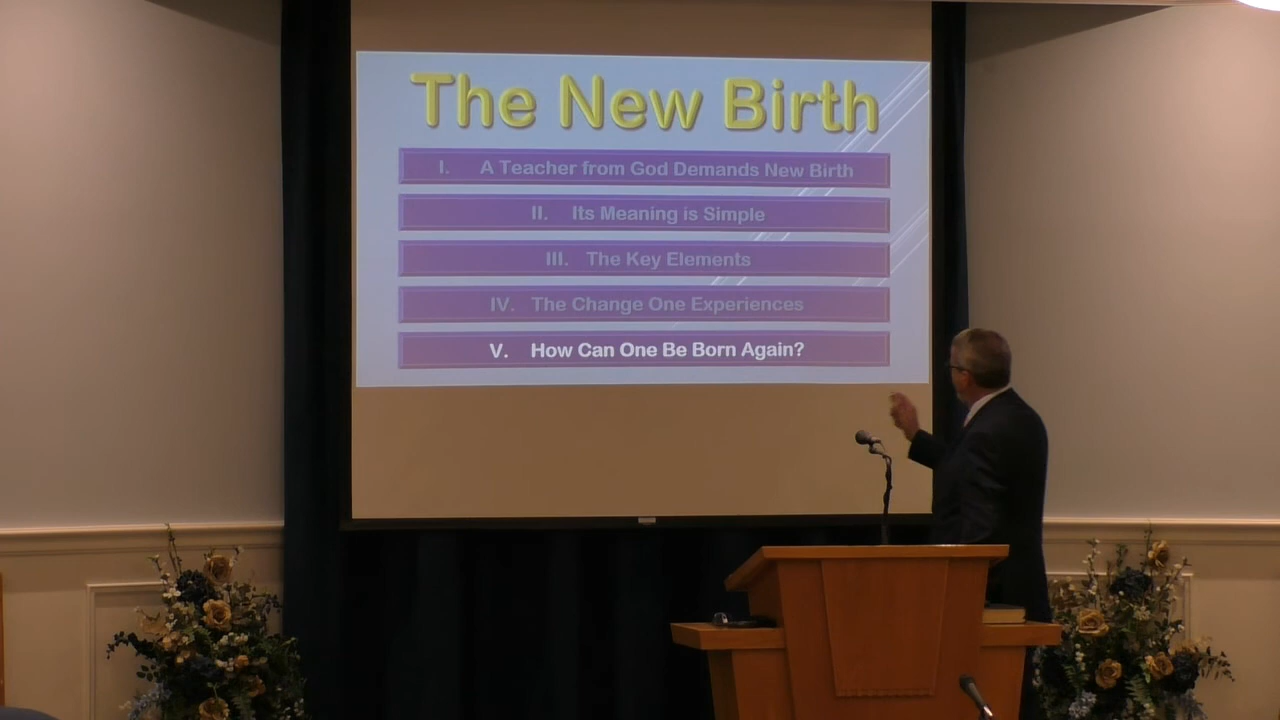 The New Birth
I. A Teacher from God Demands New Birth
II. Its Meaning is Simple
III. The Key Elements
IV. The Change One Experiences
V. How Can One Be Born Again?